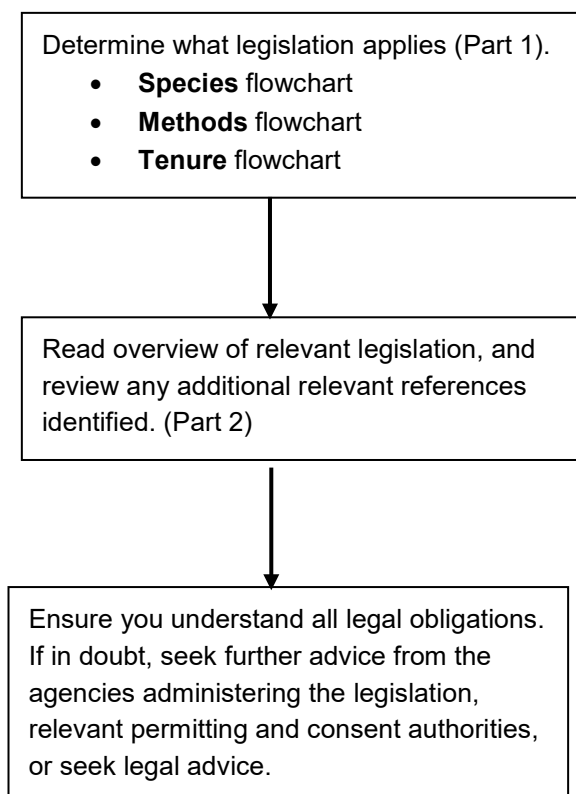 Determine what legislation applies (Part 1).
• Species flowchart
• Methods flowchart
• Tenure flowchart
Read overview of relevant legislation, and
review any additional relevant references
identified. (Part 2)
Ensure you understand all legal obligations.
If in doubt, seek further advice from the
agencies administering the legislation,
relevant permitting and consent authorities,
or seek legal advice.